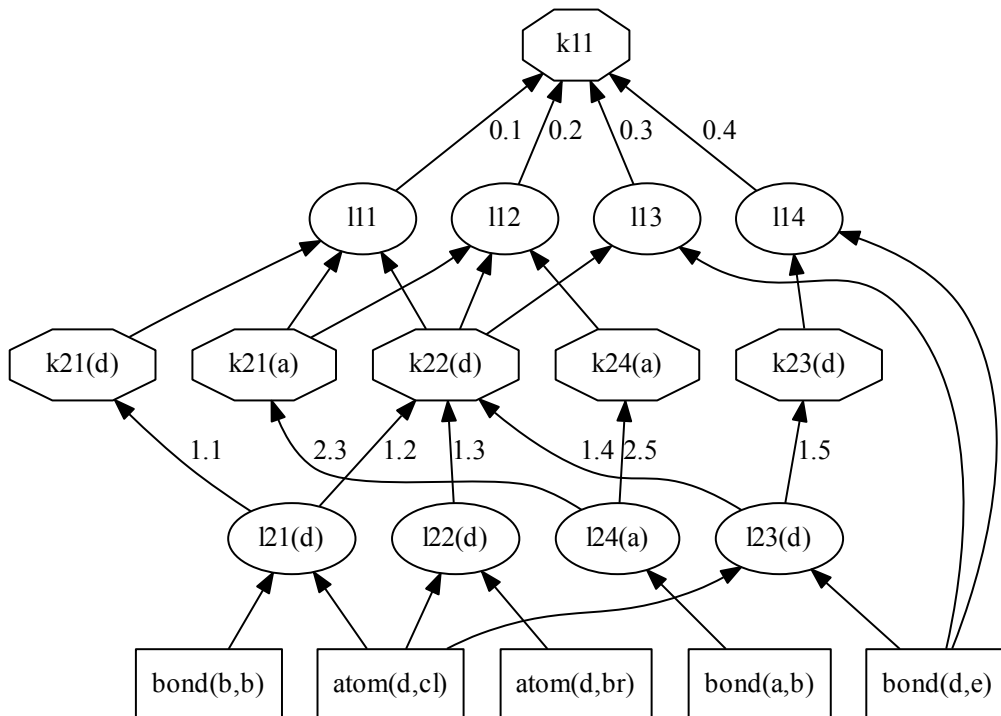 k11
0.1
0.2
0.3
0.4
l11
l12
l13
l14
k21(d)
k21(a)
k22(d)
k24(a)
k23(d)
1.1
2.3
1.2
1.3
1.4
2.5
1.5
l21(d)
l22(d)
l24(a)
l23(d)
bond(b,b)
atom(d,cl)
atom(d,br)
bond(a,b)
bond(d,e)